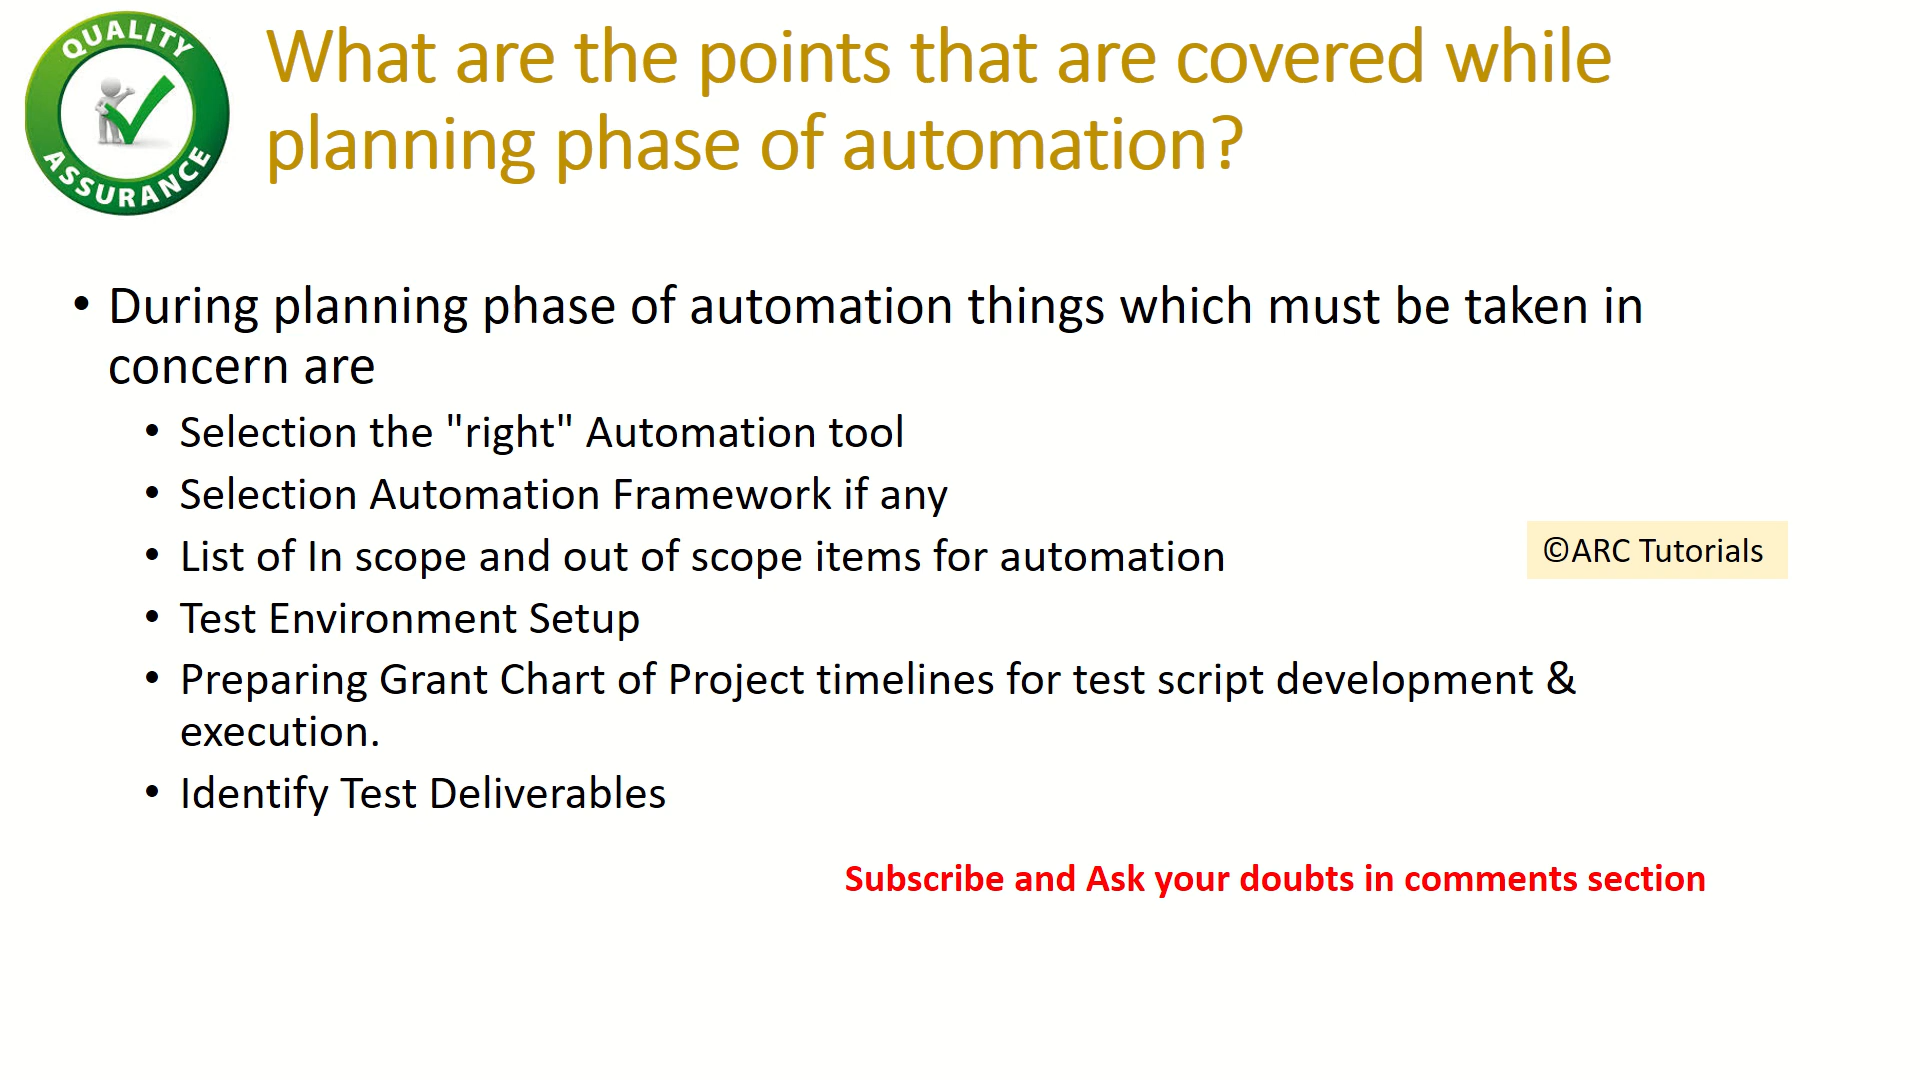 QUALITY
ASSURANCE
What are the points that are covered while
planning phase of automation?
• During planning phase of automation things which must be taken in
concern are
• Selection the "right" Automation tool
• Selection Automation Framework if any
• List of In scope and out of scope items for automation
©ARC Tutorials
• Test Environment Setup
• Preparing Grant Chart of Project timelines for test script development &
execution.
• Identify Test Deliverables
Subscribe and Ask your doubts in comments section